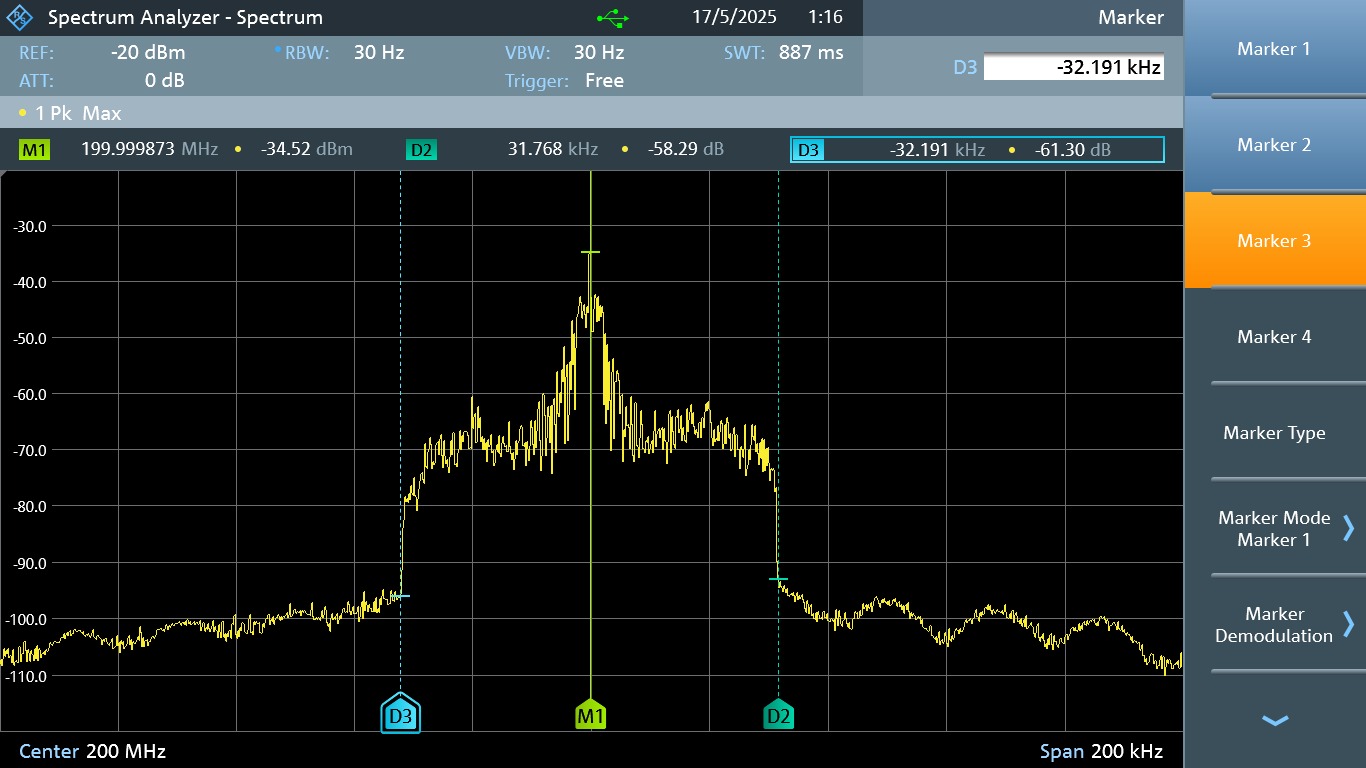 Spectrum Analyzer - Spectrum 17/5/2025 1:16 Marker
REF: -20 dBm RBW: 30 Hz VBW: 30 Hz SWT: 887 ms
ATT: 0 dB Trigger: Free
D3 -32.191 kHz
1 Pk Max
M1 199.999873 MHz • -34.52 dBm D2 31.768 kHz • -58.29 dB D3 -32.191 kHz • -61.30 dB
-30.0
-40.0
-50.0
-60.0
-70.0
-80.0
-90.0
-100.0
-110.0
D3 M1 D2
Center 200 MHz Span 200 kHz
Marker 1
Marker 2
Marker 3
Marker 4
Marker Type
Marker Mode
Marker 1
Marker
Demodulation